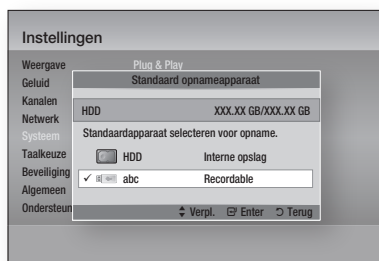 Instellingen
Weergave Plug & Play
Geluid
Kanalen
Netwerk
Systeem
Taalkeuze
Beveiliging
Algemeen
Ondersteun
Standaard opnameapparaat
HDD XXX.XX GB/XXX.XX GB
Standaardapparaat selecteren voor opname.
HDD Interne opslag
✓ abc Recordable
Verpl. Enter Terug